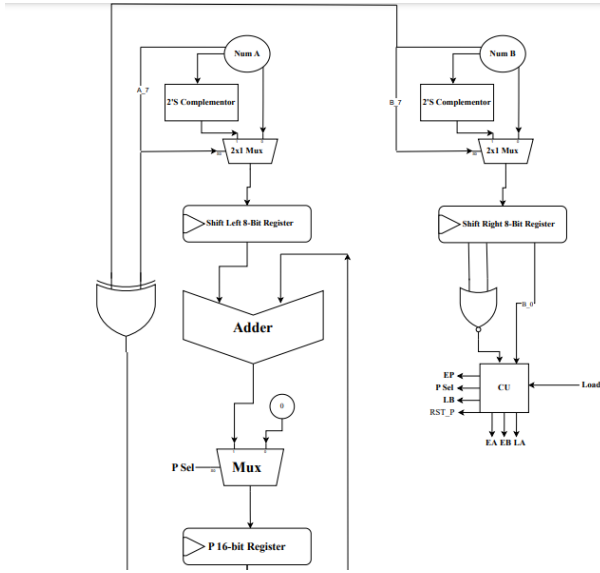 Num A
Num B
A_7
2'S Complementor
B_7
2'S Complementor
2x1 Mux
2x1 Mux
Shift Left 8-Bit Register
Shift Right 8-Bit Register
Adder
B_0
EP
P Sel
CU
Load
LB
RST_P
0
EA EB LA
P Sel
Mux
P 16-bit Register